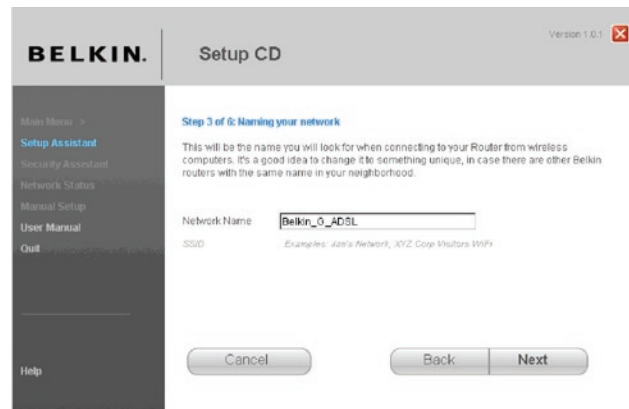 Version 1.0.1
BELKIN.
Setup CD
Main Menu >
Setup Assistant
Security Assistant
Network Status
Manual Setup
User Manual
Quit
Help
Step 3 of 6: Naming your network
This will be the name you will look for when connecting to your Router from wireless
computers. It's a good idea to change it to something unique, in case there are other Belkin
routers with the same name in your neighborhood.
Network Name
Belkin_G_ADSL
SSID
Examples: Jan's Network, XYZ Corp Visitors WiFi
Cancel
Back
Next